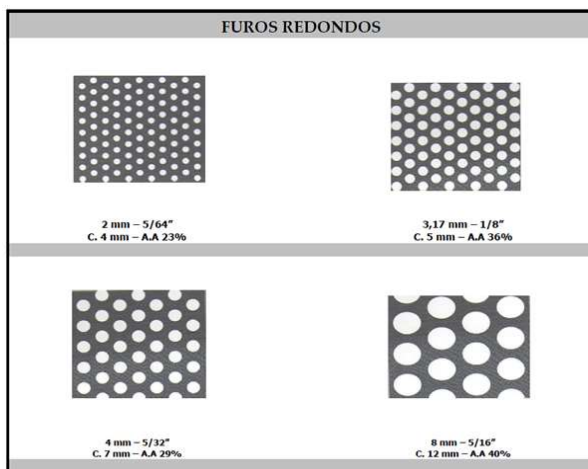 FUROS REDONDOS
2 mm – 5/64"
C. 4 mm – A.A 23%
3,17 mm – 1/8"
C. 5 mm – A.A 36%
4 mm – 5/32"
C. 7 mm – A.A 29%
8 mm – 5/16"
C. 12 mm – A.A 40%